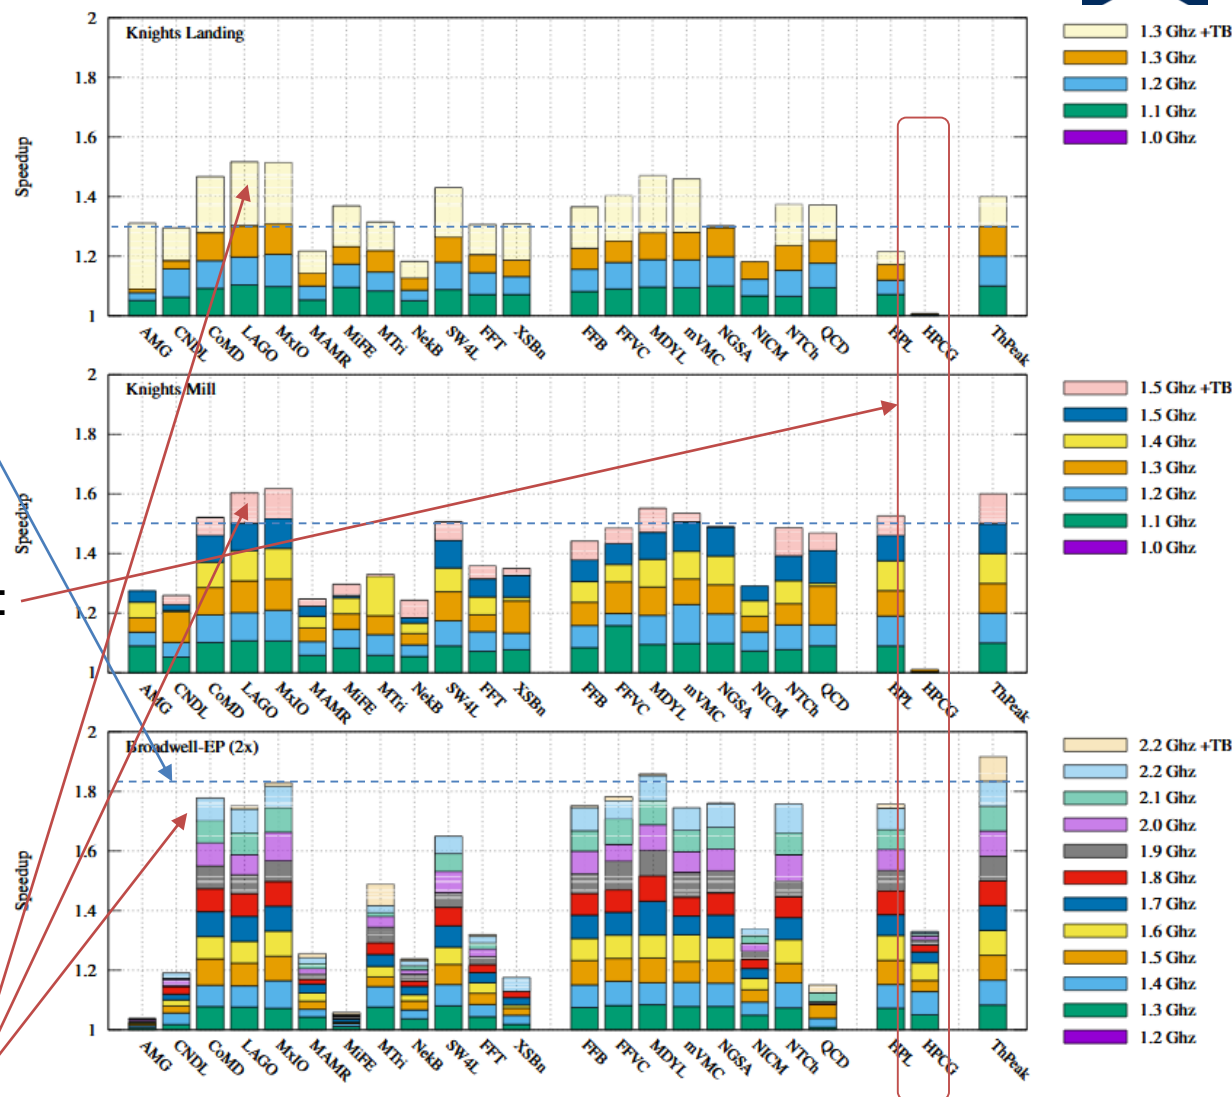 2
1.8
1.6
1.4
1.2
1
Speedup
Knights Landing
AMG
CNDL
CoMD
LAGO
MxIO
MAMR
MiFE
MTri
NekB
SW4L
FFT
XSBn
FFB
FFVC
MDYL
mVMC
NGSA
NICM
NTCh
QCD
HPL
HPCG
ThPeak
1.3 Ghz +TB
1.3 Ghz
1.2 Ghz
1.1 Ghz
1.0 Ghz
2
1.8
1.6
1.4
1.2
1
Speedup
Knights Mill
AMG
CNDL
CoMD
LAGO
MxIO
MAMR
MiFE
MTri
NekB
SW4L
FFT
XSBn
FFB
FFVC
MDYL
mVMC
NGSA
NICM
NTCh
QCD
HPL
HPCG
ThPeak
1.5 Ghz +TB
1.5 Ghz
1.4 Ghz
1.3 Ghz
1.2 Ghz
1.1 Ghz
1.0 Ghz
2
1.8
1.6
1.4
1.2
1
Speedup
Broadwell-EP (2x)
AMG
CNDL
CoMD
LAGO
MxIO
MAMR
MiFE
MTri
NekB
SW4L
FFT
XSBn
FFB
FFVC
MDYL
mVMC
NGSA
NICM
NTCh
QCD
HPL
HPCG
ThPeak
2.2 Ghz +TB
2.2 Ghz
2.1 Ghz
2.0 Ghz
1.9 Ghz
1.8 Ghz
1.7 Ghz
1.6 Ghz
1.5 Ghz
1.4 Ghz
1.3 Ghz
1.2 Ghz